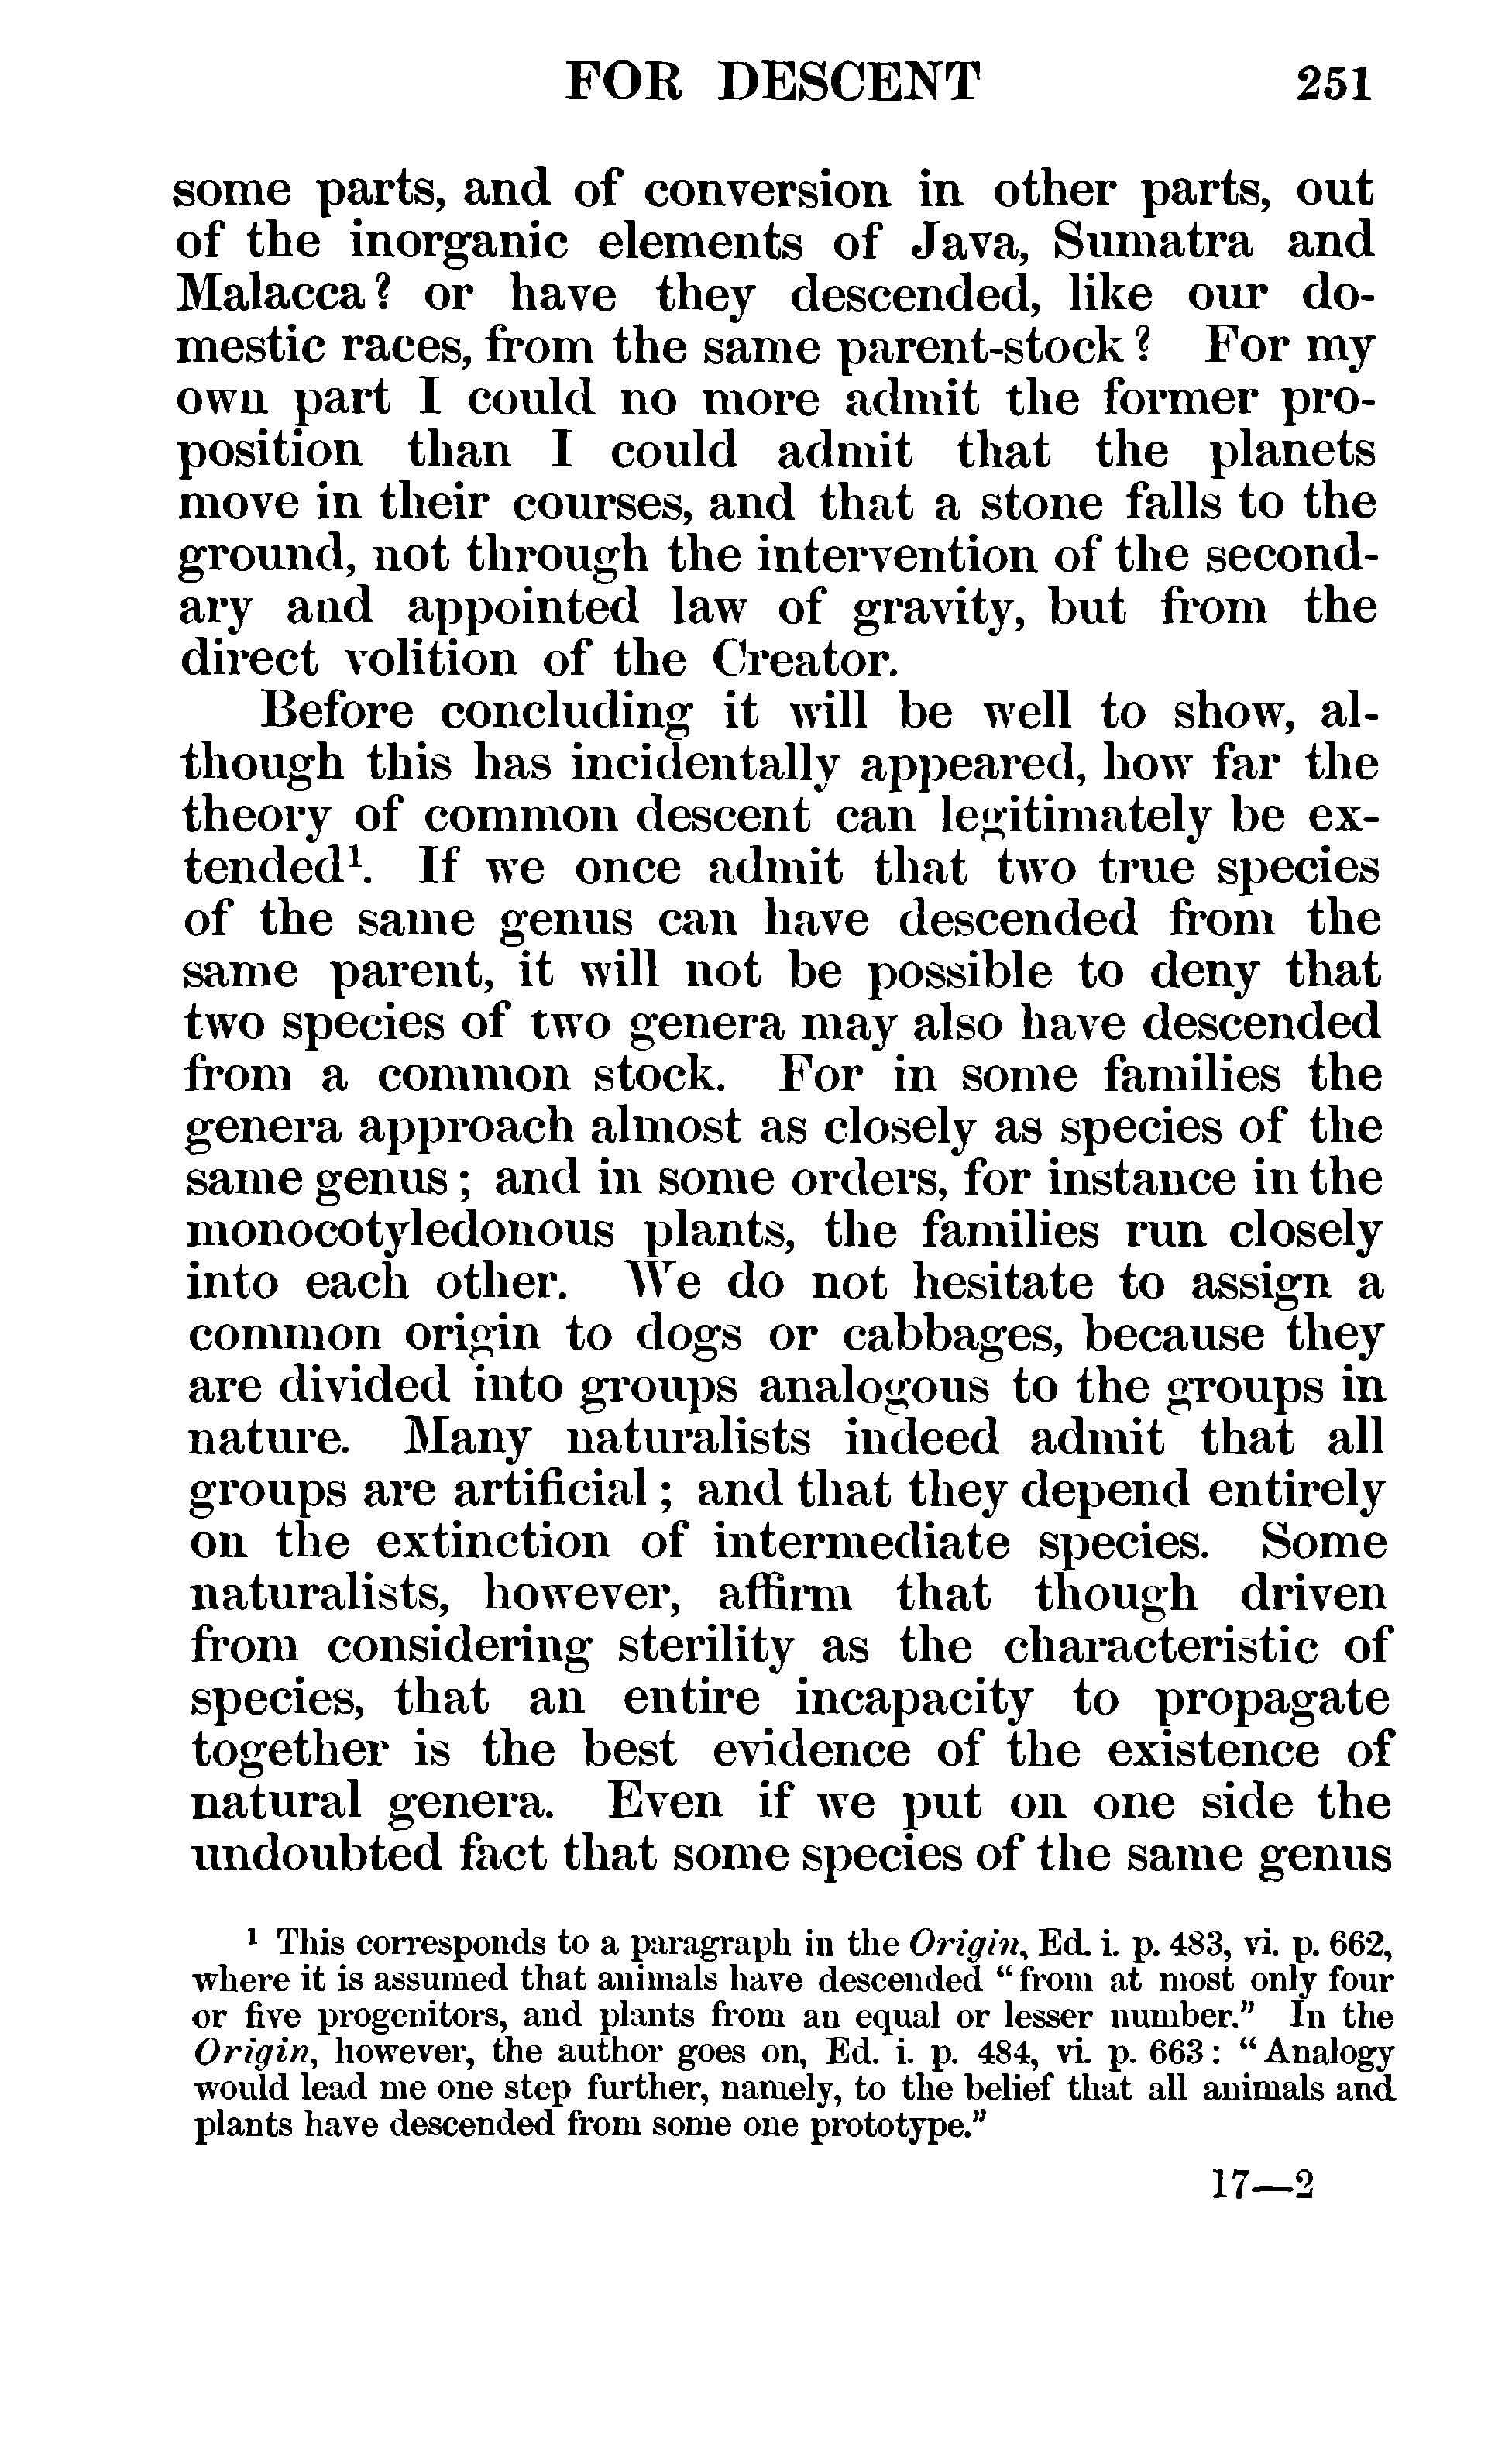 FOR DESCENT 251
some parts, and of conversion in other parts, out
of the inorganic elements of Java, Sumatra and
Malacca? or have they descended, like our do-
mestic races, from the same parent-stock? For my
own part I could no more admit the former pro-
position than I could admit that the planets
move in their courses, and that a stone falls to the
ground, not through the intervention of the second-
ary and appointed law of gravity, but from the
direct volition of the Creator.
Before concluding it will be well to show, al-
though this has incidentally appeared, how far the
theory of common descent can legitimately be ex-
tended¹. If we once admit that two true species
of the same genus can have descended from the
same parent, it will not be possible to deny that
two species of two genera may also have descended
from a common stock. For in some families the
genera approach almost as closely as species of the
same genus; and in some orders, for instance in the
monocotyledonous plants, the families run closely
into each other. We do not hesitate to assign a
common origin to dogs or cabbages, because they
are divided into groups analogous to the groups in
nature. Many naturalists indeed admit that all
groups are artificial; and that they depend entirely
on the extinction of intermediate species. Some
naturalists, however, affirm that though driven
from considering sterility as the characteristic of
species, that an entire incapacity to propagate
together is the best evidence of the existence of
natural genera. Even if we put on one side the
undoubted fact that some species of the same genus
¹ This corresponds to a paragraph in the Origin, Ed. i. p. 483, vi. p. 662,
where it is assumed that animals have descended "from at most only four
or five progenitors, and plants from an equal or lesser number." In the
Origin, however, the author goes on, Ed. i. p. 484, vi. p. 663: "Analogy
would lead me one step further, namely, to the belief that all animals and
plants have descended from some one prototype."
17—2